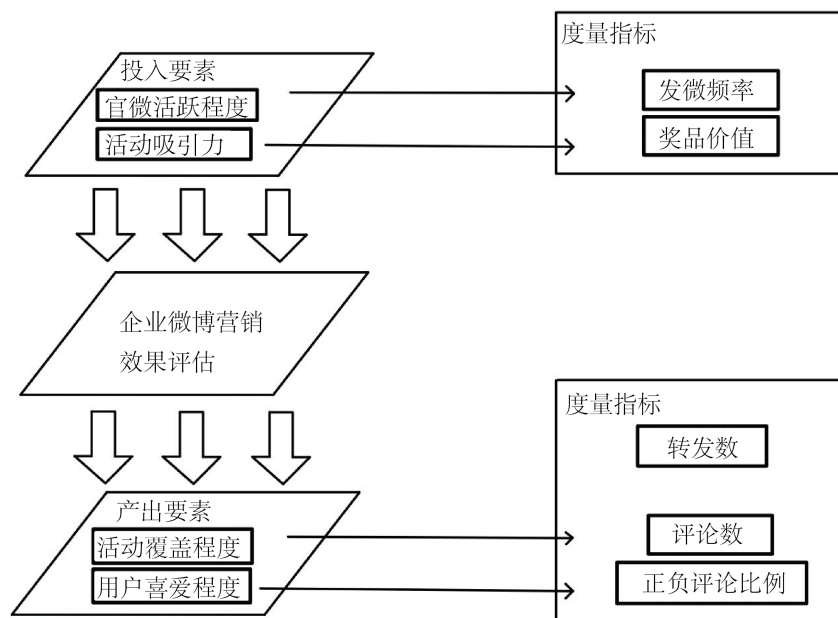 投入要素
官微活跃程度
活动吸引力
度量指标
发微频率
奖品价值
企业微博营销
效果评估
产出要素
活动覆盖程度
用户喜爱程度
度量指标
转发数
评论数
正负评论比例